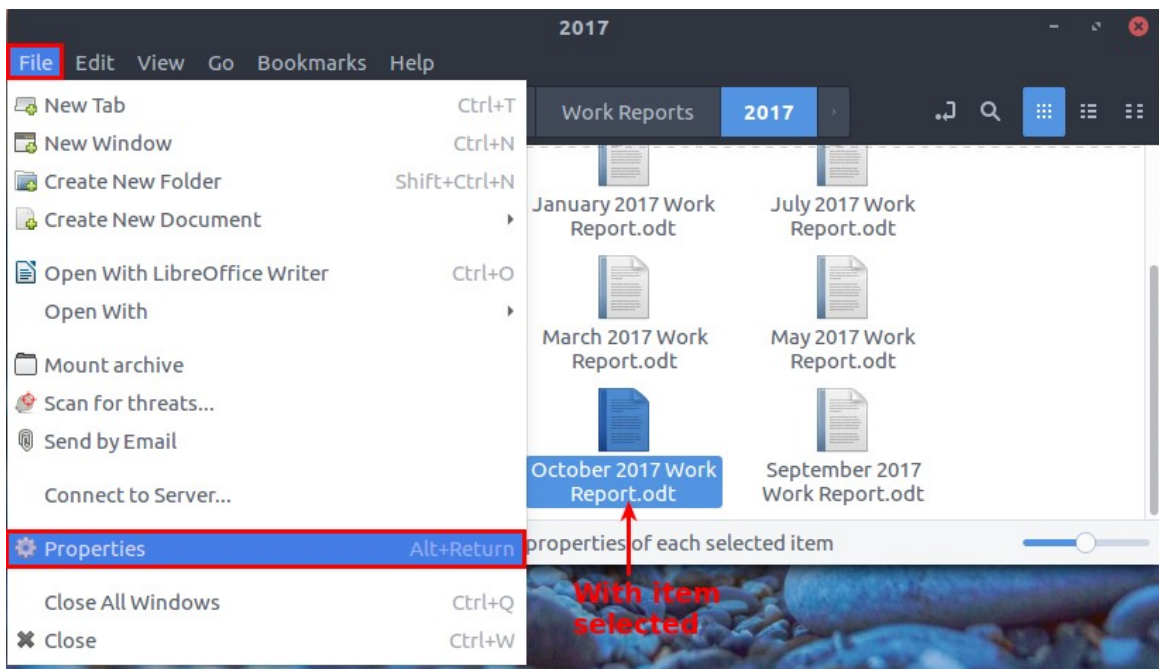 2017
File Edit View Go Bookmarks Help
New Tab Ctrl+T
New Window Ctrl+N
Create New Folder Shift+Ctrl+N
Create New Document
Open With LibreOffice Writer Ctrl+O
Open With
Mount archive
Scan for threats...
Send by Email
Connect to Server...
Properties Alt+Return
Close All Windows Ctrl+Q
Close Ctrl+W
Work Reports 2017
January 2017 Work
Report.odt
July 2017 Work
Report.odt
March 2017 Work
Report.odt
May 2017 Work
Report.odt
October 2017 Work
Report.odt
September 2017
Work Report.odt
properties of each selected item
With item
selected